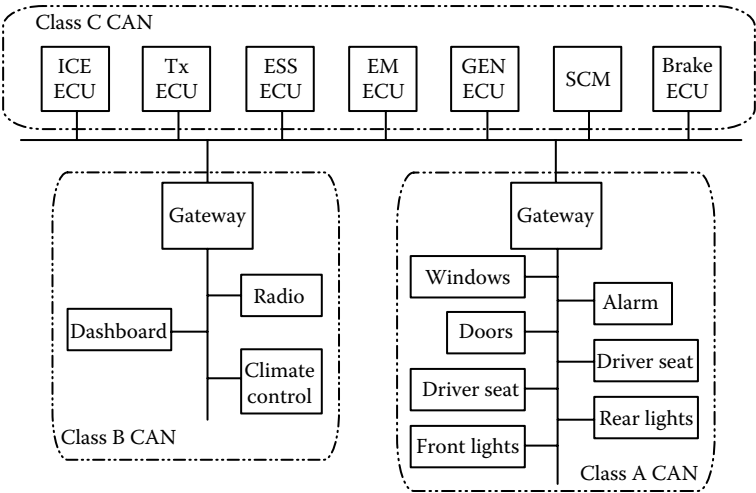 Class C CAN
ICE
ECU
Tx
ECU
ESS
ECU
EM
ECU
GEN
ECU
SCM
Brake
ECU
Gateway
Radio
Dashboard
Climate
control
Class B CAN
Gateway
Windows
Alarm
Doors
Driver seat
Driver seat
Rear lights
Front lights
Class A CAN